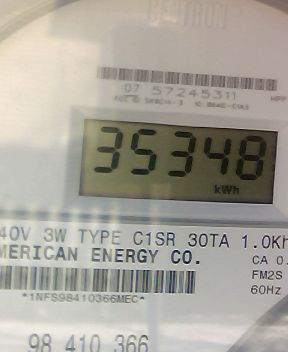 07 57245311
35348
kWh
40V 3W TYPE C1SR 30TA 1.0Kh
MERICAN ENERGY CO.
CA 0.
FM2S
60Hz
*1NFS98410366MEC*
98 410 366